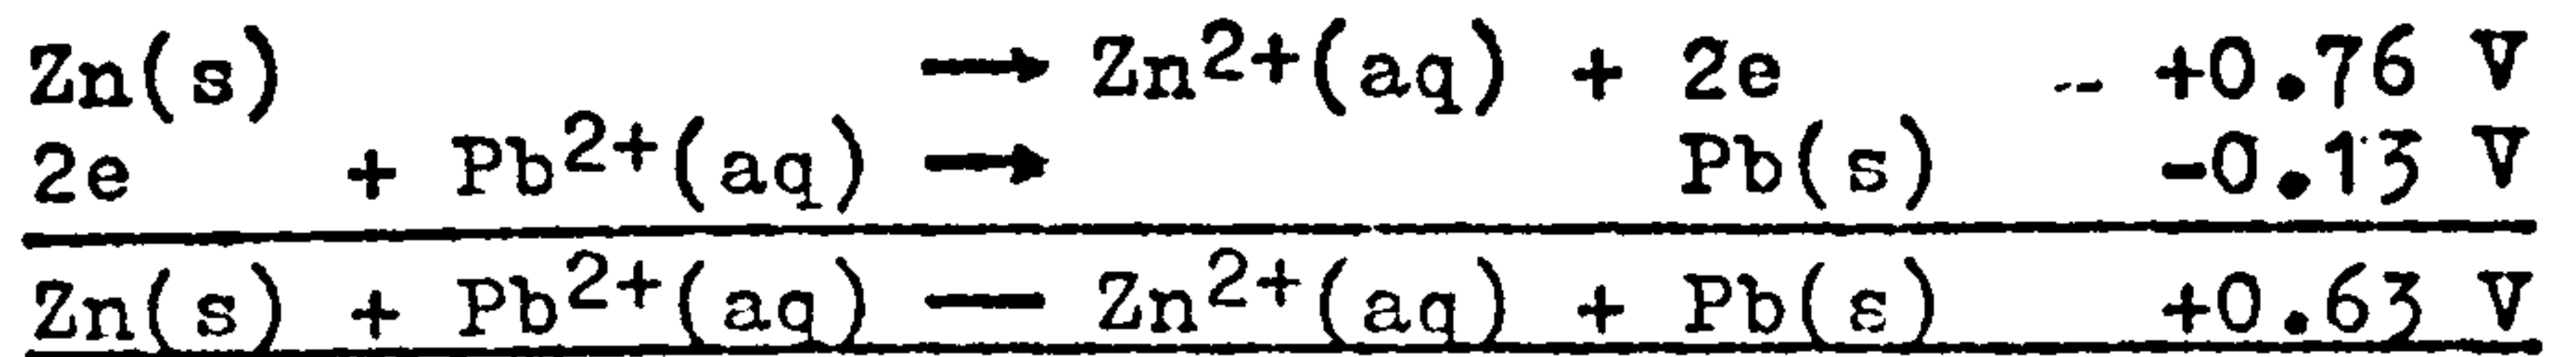 Zn(s) → Zn²⁺(aq) + 2e -- +0.76 V
2e + Pb²⁺(aq) → Pb(s) -0.13 V
Zn(s) + Pb²⁺(aq) — Zn²⁺(aq) + Pb(s) +0.63 V